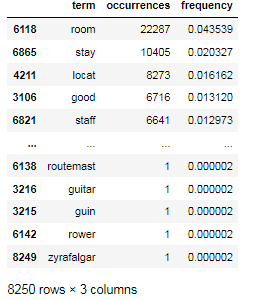 term occurrences frequency
6118 room 22287 0.043539
6865 stay 10405 0.020327
4211 locat 8273 0.016162
3106 good 6716 0.013120
6821 staff 6641 0.012973
... ... ... ...
6138 routemast 1 0.000002
3216 guitar 1 0.000002
3215 guin 1 0.000002
6142 rower 1 0.000002
8249 zyrafalgar 1 0.000002
8250 rows × 3 columns